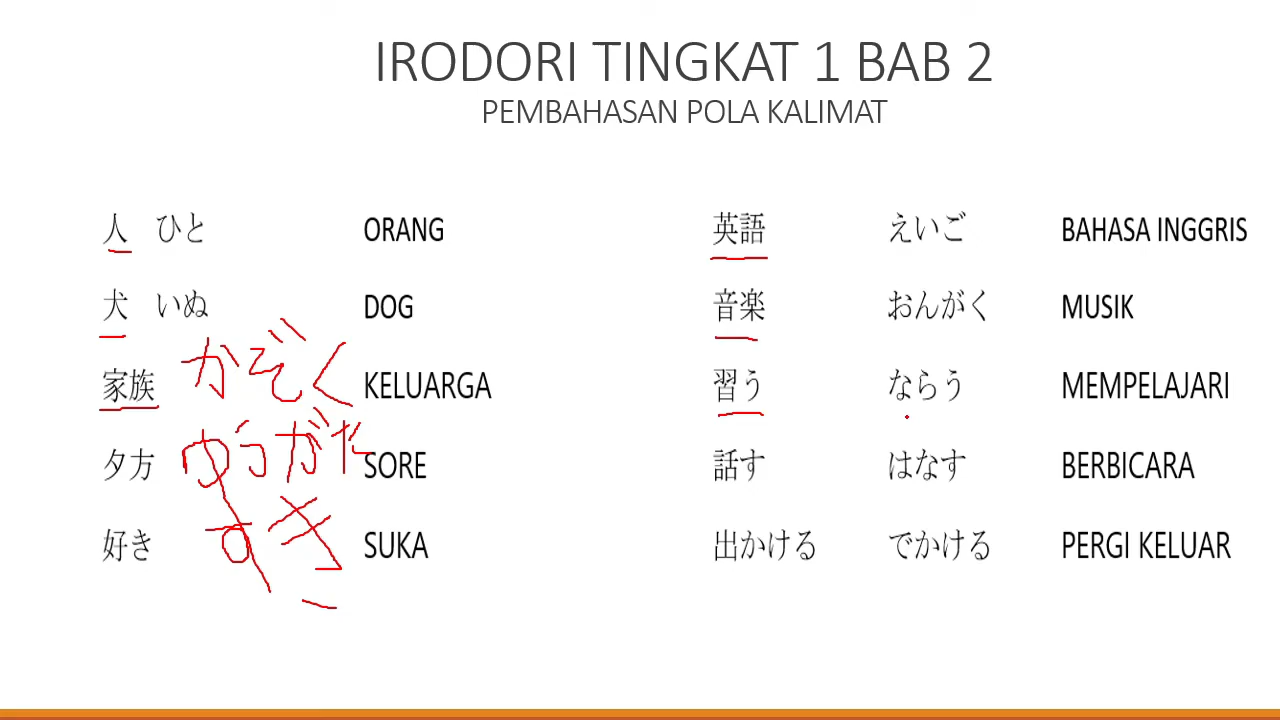 IRODORI TINGKAT 1 BAB 2
PEMBAHASAN POLA KALIMAT
人 ひと ORANG
犬 いぬ DOG
家族 かぞく KELUARGA
夕方 ゆうがた SORE
好き すき SUKA
英語 えいご BAHASA INGGRIS
音楽 おんがく MUSIK
習う ならう MEMPELAJARI
話す はなす BERBICARA
出かける でかける PERGI KELUAR